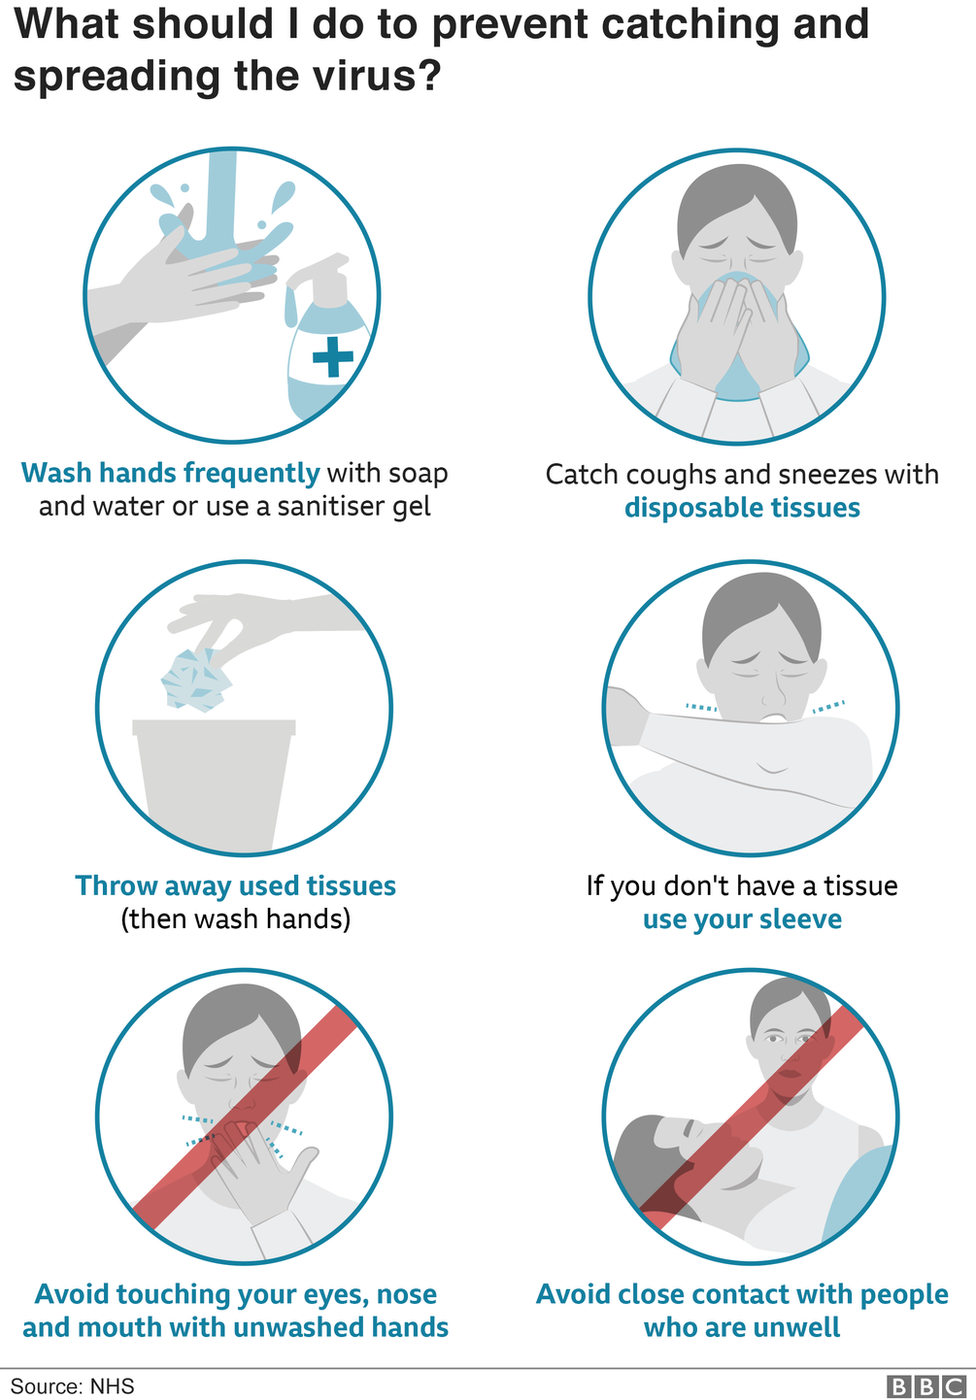 What should I do to prevent catching and
spreading the virus?
Wash hands frequently with soap
and water or use a sanitiser gel
Catch coughs and sneezes with
disposable tissues
Throw away used tissues
(then wash hands)
If you don't have a tissue
use your sleeve
Avoid touching your eyes, nose
and mouth with unwashed hands
Avoid close contact with people
who are unwell
Source: NHS
BBC